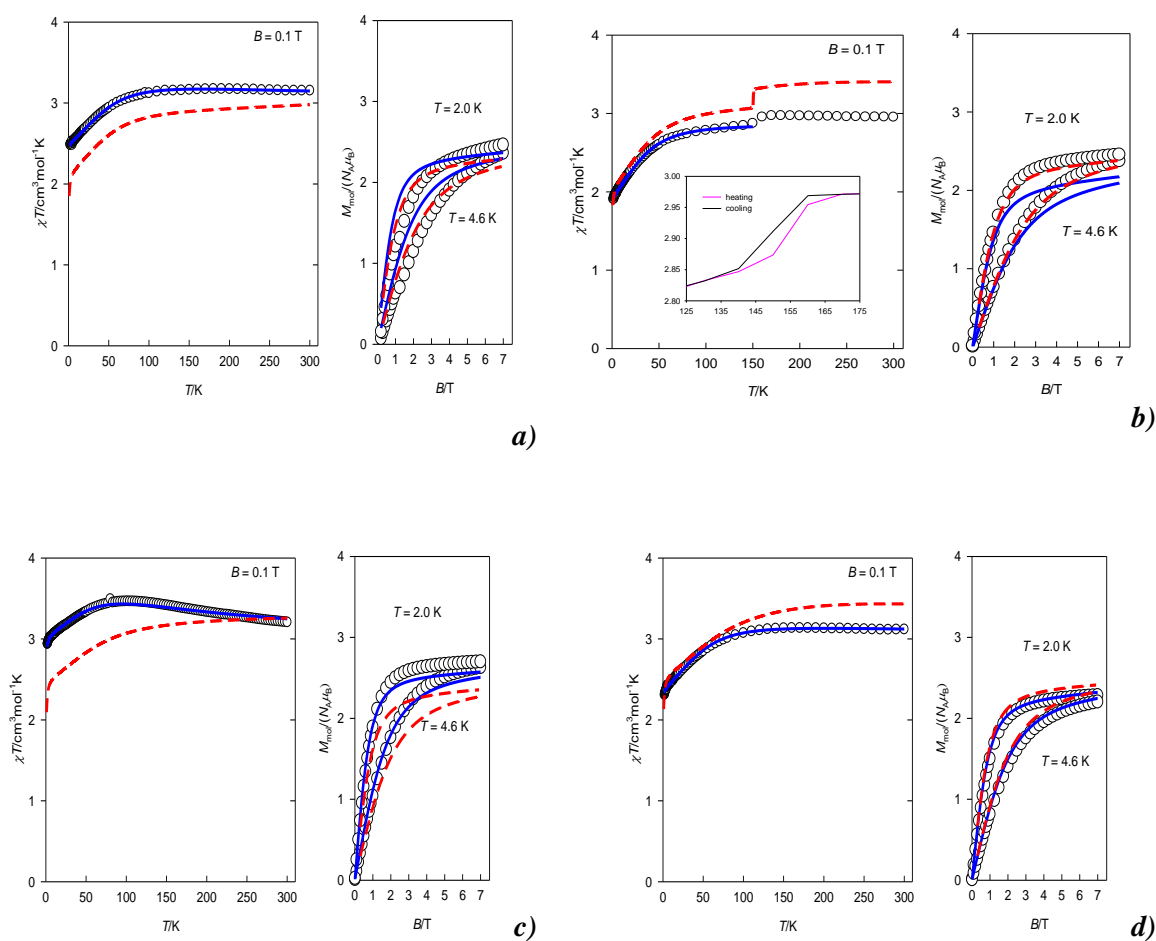 4
3
2
1
0
χT/cm³mol⁻¹K
B = 0.1 T
0 50 100 150 200 250 300
T/K
4
3
2
1
0
M_mol/(N_Aμ_B)
T = 2.0 K
T = 4.6 K
0 1 2 3 4 5 6 7
B/T
a)
4
3
2
1
0
χT/cm³mol⁻¹K
B = 0.1 T
3.00
2.95
2.90
2.85
2.80
heating
cooling
125 135 145 155 165 175
0 50 100 150 200 250 300
T/K
4
3
2
1
0
M_mol/(N_Aμ_B)
T = 2.0 K
T = 4.6 K
0 1 2 3 4 5 6 7
B/T
b)
4
3
2
1
0
χT/cm³mol⁻¹K
B = 0.1 T
0 50 100 150 200 250 300
T/K
4
3
2
1
0
M_mol/(N_Aμ_B)
T = 2.0 K
T = 4.6 K
0 1 2 3 4 5 6 7
B/T
c)
4
3
2
1
0
χT/cm³mol⁻¹K
B = 0.1 T
0 50 100 150 200 250 300
T/K
4
3
2
1
0
M_mol/(N_Aμ_B)
T = 2.0 K
T = 4.6 K
0 1 2 3 4 5 6 7
B/T
d)